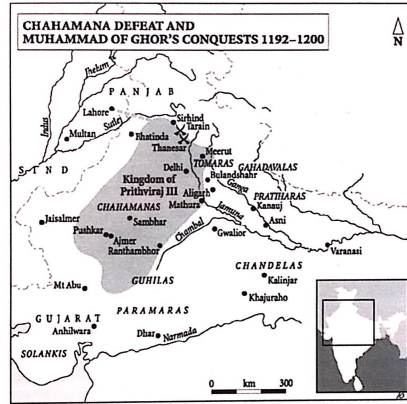 CHAHAMANA DEFEAT AND
MUHAMMAD OF GHOR'S CONQUESTS 1192–1200
N
Jhelum
PANJAB
Lahore
Indus
Sutlej
Multan
Sirhind
Tarain
Bhatinda
Thanesar
SIND
Meerut
TOMARAS
Delhi
GAHADAVALAS
Bulandshahr
Kingdom of
Prithviraj III
Aligarh
Ganga
PRATIHARAS
Mathura
Jamuna
Kanauj
CHAHAMANAS
Jaisalmer
Sambhar
Asni
Pushkar
Ajmer
Chambal
Gwalior
Ranthambhor
Varanasi
CHANDELAS
GUHILAS
Kalinjar
Mt Abu
Khajuraho
PARAMARAS
GUJARAT
Anhilwara
Dhar
Narmada
SOLANKIS
0 km 300